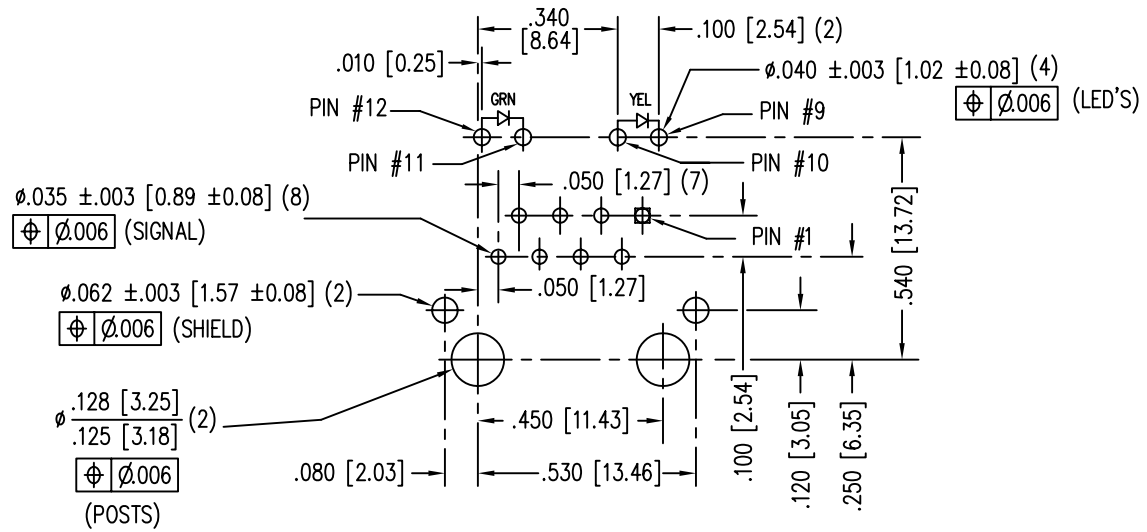 .340
[8.64]
.100 [2.54] (2)
.010 [0.25]
Ø.040 ±.003 [1.02 ±0.08] (4)
⌖ Ø.006 (LED'S)
PIN #12
GRN
YEL
PIN #9
PIN #11
PIN #10
.050 [1.27] (7)
Ø.035 ±.003 [0.89 ±0.08] (8)
⌖ Ø.006 (SIGNAL)
PIN #1
.540 [13.72]
.050 [1.27]
Ø.062 ±.003 [1.57 ±0.08] (2)
⌖ Ø.006 (SHIELD)
Ø .128 [3.25]
.125 [3.18] (2)
⌖ Ø.006
(POSTS)
.450 [11.43]
.080 [2.03]
.530 [13.46]
.100 [2.54]
.120 [3.05]
.250 [6.35]